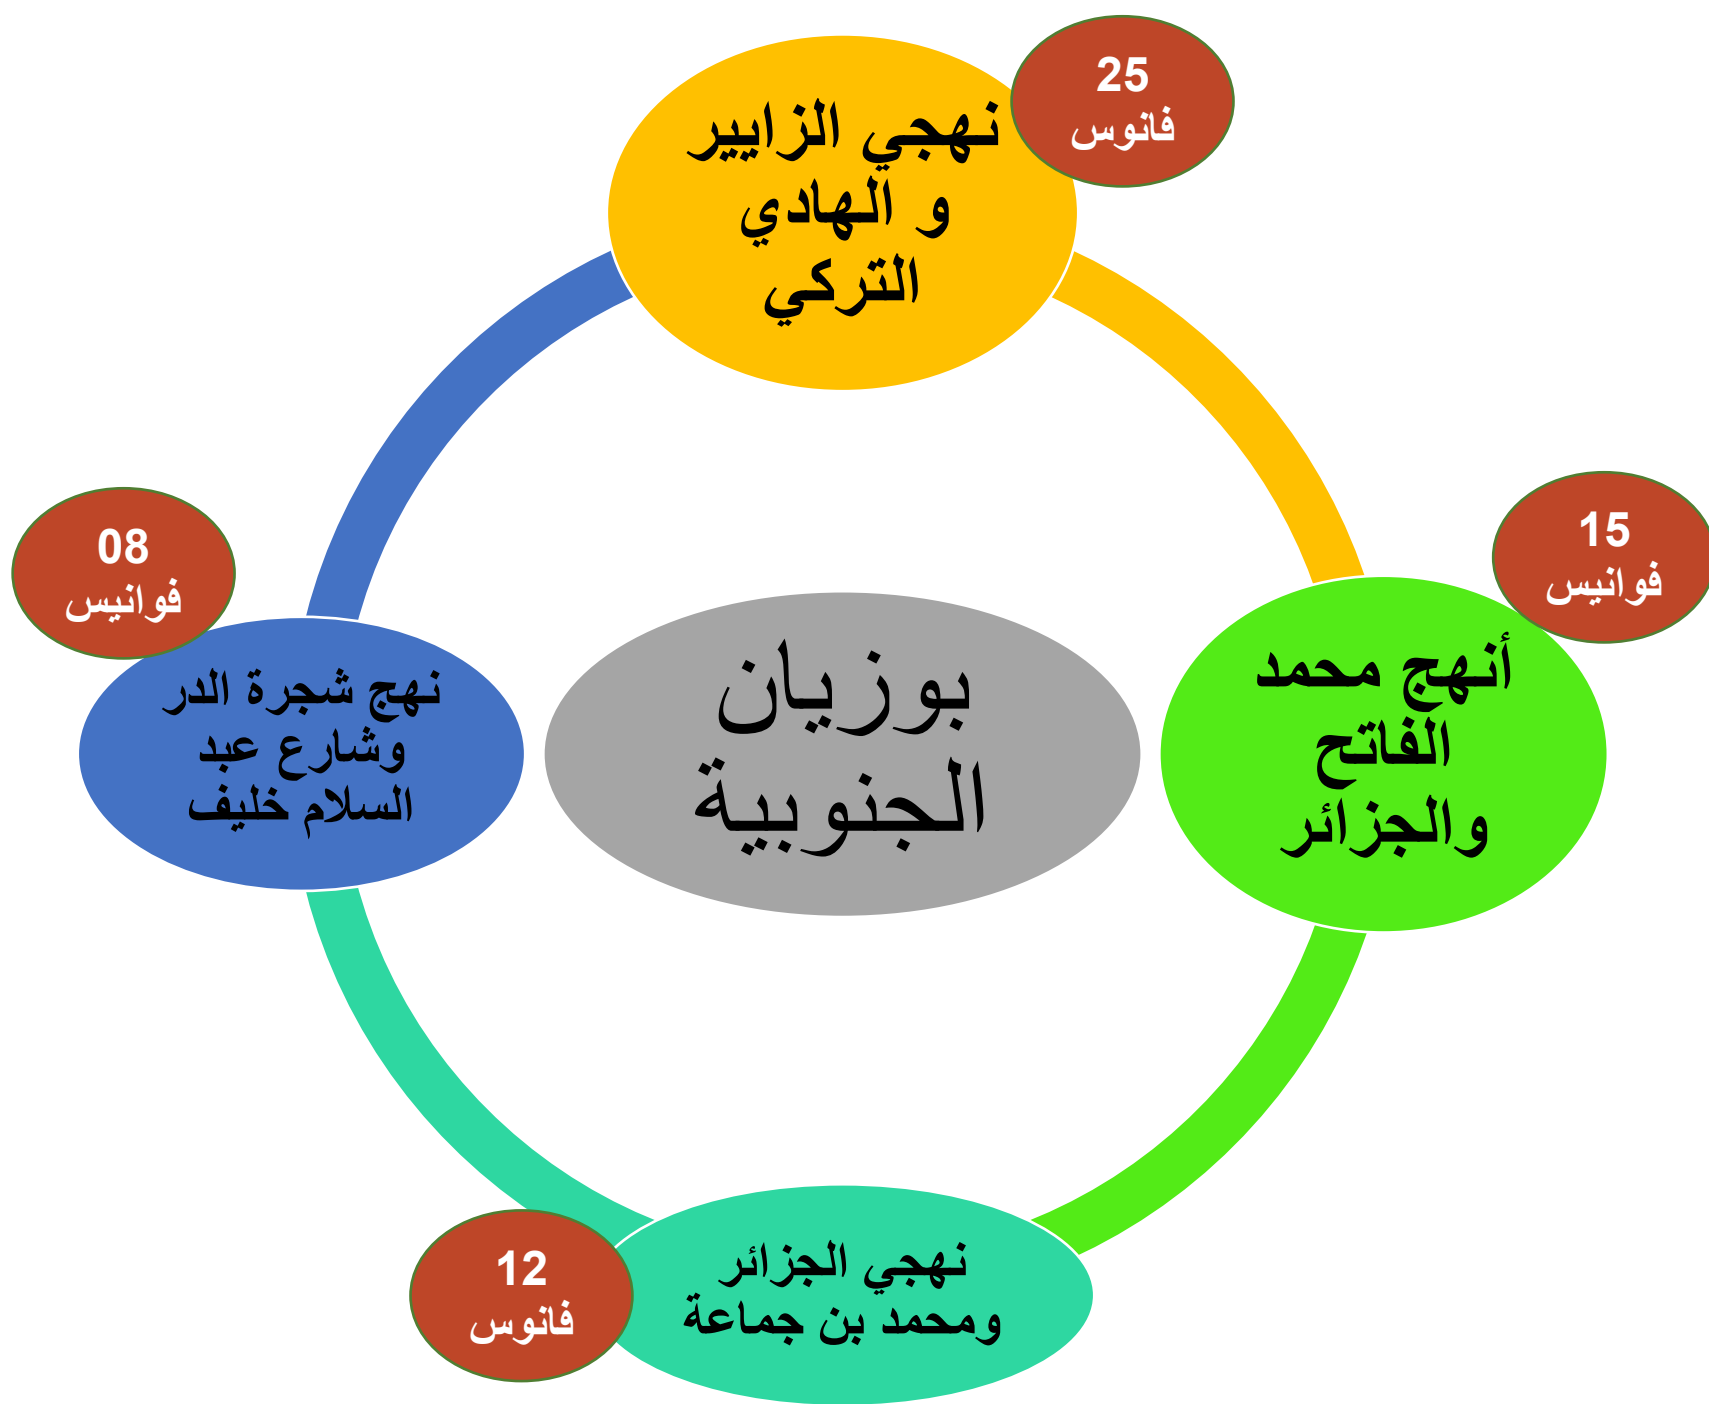 25
فانوس
نهجي الزايير
و الهادي
التركي
15
فوانيس
أنهج محمد
الفاتح
والجزائر
08
فوانيس
نهج شجرة الدر
وشارع عبد
السلام خليف
بوزيان
الجنوبية
12
فانوس
نهجي الجزائر
ومحمد بن جماعة